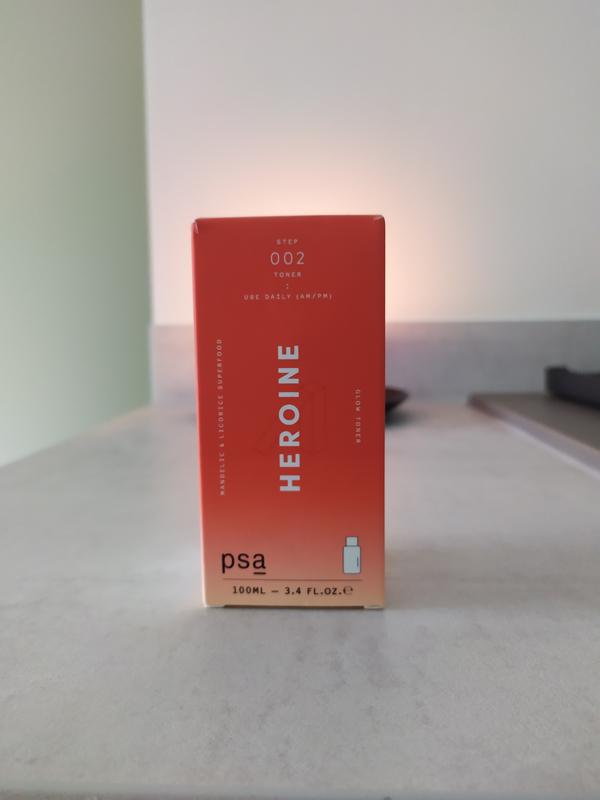 STEP
002
TONER
:
USE DAILY (AM/PM)
MANDELIC & LICORICE SUPERFOOD
HEROINE
GLOW TONER
psa
100ML — 3.4 FL.OZ.℮